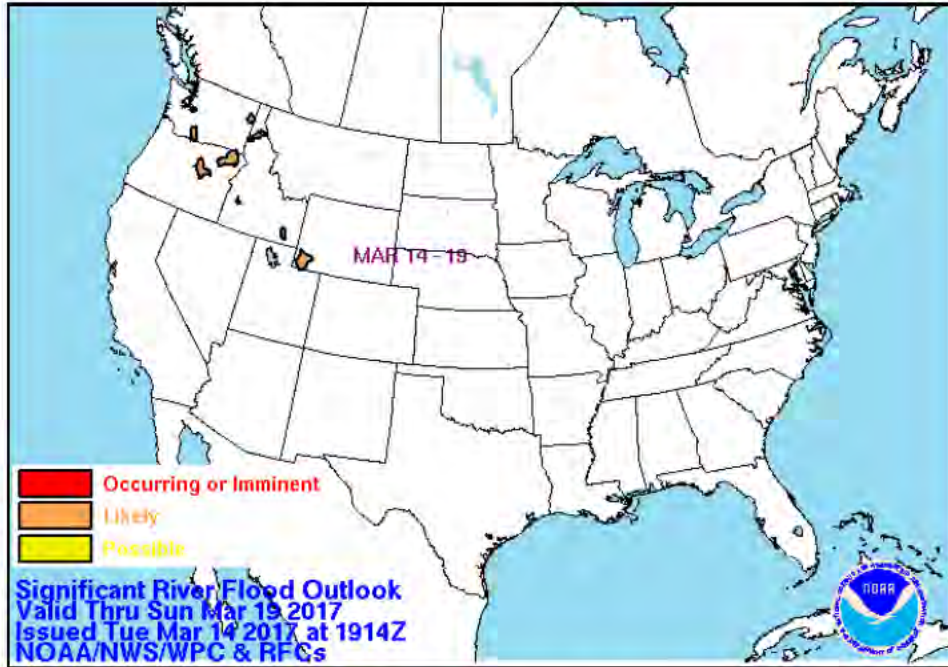 MAR 14 - 19
Occurring or Imminent
Likely
Possible
Significant River Flood Outlook
Valid Thru Sun Mar 19 2017
Issued Tue Mar 14 2017 at 1914Z
NOAA/NWS/WPC & RFCs
NOAA